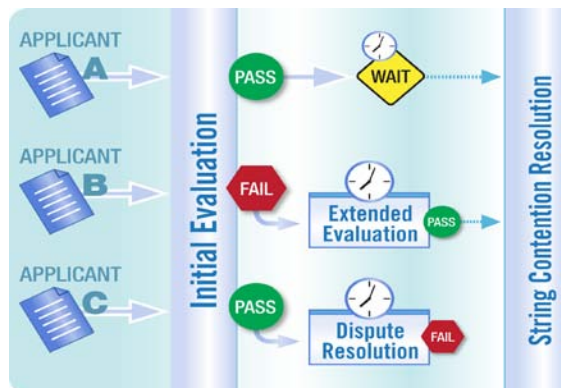 APPLICANT
A
PASS
WAIT
APPLICANT
B
FAIL
Extended
Evaluation
PASS
APPLICANT
C
PASS
Dispute
Resolution
FAIL
Initial Evaluation
String Contention Resolution